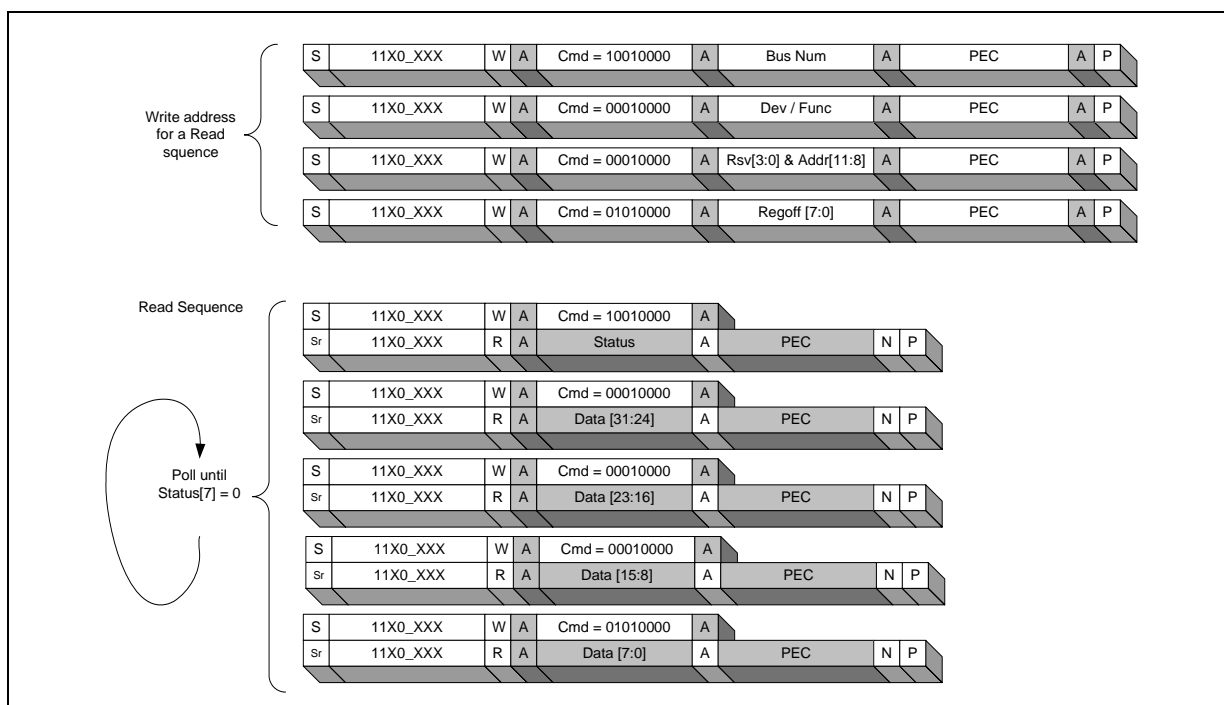 S 11X0_XXX W A Cmd = 10010000 A Bus Num A PEC A P
S 11X0_XXX W A Cmd = 00010000 A Dev / Func A PEC A P
Write address
for a Read
squence
S 11X0_XXX W A Cmd = 00010000 A Rsv[3:0] & Addr[11:8] A PEC A P
S 11X0_XXX W A Cmd = 01010000 A Regoff [7:0] A PEC A P
Read Sequence
S 11X0_XXX W A Cmd = 10010000 A
Sr 11X0_XXX R A Status A PEC N P
S 11X0_XXX W A Cmd = 00010000 A
Sr 11X0_XXX R A Data [31:24] A PEC N P
Poll until
Status[7] = 0
S 11X0_XXX W A Cmd = 00010000 A
Sr 11X0_XXX R A Data [23:16] A PEC N P
S 11X0_XXX W A Cmd = 00010000 A
Sr 11X0_XXX R A Data [15:8] A PEC N P
S 11X0_XXX W A Cmd = 01010000 A
Sr 11X0_XXX R A Data [7:0] A PEC N P